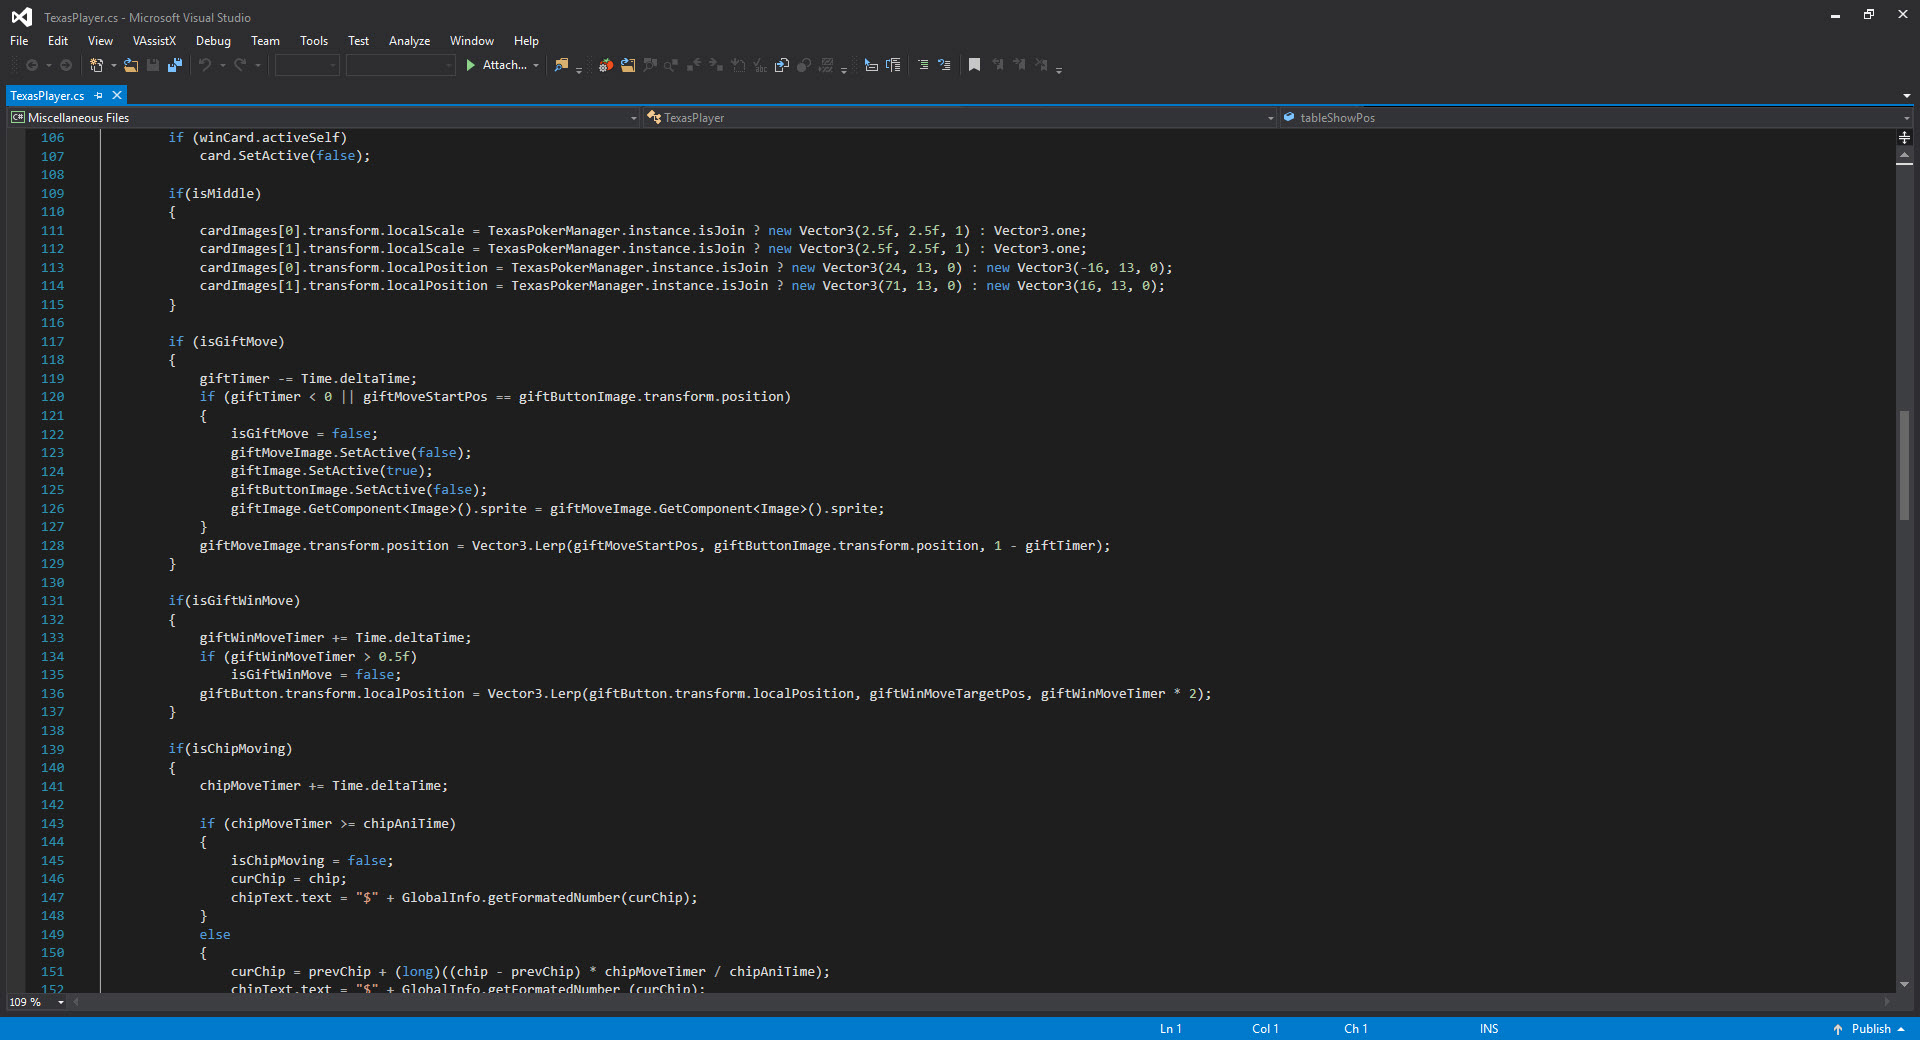 TexasPlayer.cs - Microsoft Visual Studio
File Edit View VAssistX Debug Team Tools Test Analyze Window Help
Attach...
TexasPlayer.cs
Miscellaneous Files TexasPlayer tableShowPos
106 if (winCard.activeSelf)
107 card.SetActive(false);
108
109 if(isMiddle)
110 {
111 cardImages[0].transform.localScale = TexasPokerManager.instance.isJoin ? new Vector3(2.5f, 2.5f, 1) : Vector3.one;
112 cardImages[1].transform.localScale = TexasPokerManager.instance.isJoin ? new Vector3(2.5f, 2.5f, 1) : Vector3.one;
113 cardImages[0].transform.localPosition = TexasPokerManager.instance.isJoin ? new Vector3(24, 13, 0) : new Vector3(-16, 13, 0);
114 cardImages[1].transform.localPosition = TexasPokerManager.instance.isJoin ? new Vector3(71, 13, 0) : new Vector3(16, 13, 0);
115 }
116
117 if (isGiftMove)
118 {
119 giftTimer -= Time.deltaTime;
120 if (giftTimer < 0 || giftMoveStartPos == giftButtonImage.transform.position)
121 {
122 isGiftMove = false;
123 giftMoveImage.SetActive(false);
124 giftImage.SetActive(true);
125 giftButtonImage.SetActive(false);
126 giftImage.GetComponent<Image>().sprite = giftMoveImage.GetComponent<Image>().sprite;
127 }
128 giftMoveImage.transform.position = Vector3.Lerp(giftMoveStartPos, giftButtonImage.transform.position, 1 - giftTimer);
129 }
130
131 if(isGiftWinMove)
132 {
133 giftWinMoveTimer += Time.deltaTime;
134 if (giftWinMoveTimer > 0.5f)
135 isGiftWinMove = false;
136 giftButton.transform.localPosition = Vector3.Lerp(giftButton.transform.localPosition, giftWinMoveTargetPos, giftWinMoveTimer * 2);
137 }
138
139 if(isChipMoving)
140 {
141 chipMoveTimer += Time.deltaTime;
142
143 if (chipMoveTimer >= chipAniTime)
144 {
145 isChipMoving = false;
146 curChip = chip;
147 chipText.text = "$" + GlobalInfo.getFormatedNumber(curChip);
148 }
149 else
150 {
151 curChip = prevChip + (long)((chip - prevChip) * chipMoveTimer / chipAniTime);
152 chipText.text = "$" + GlobalInfo.getFormatedNumber (curChip);
109 %
Ln 1 Col 1 Ch 1 INS Publish